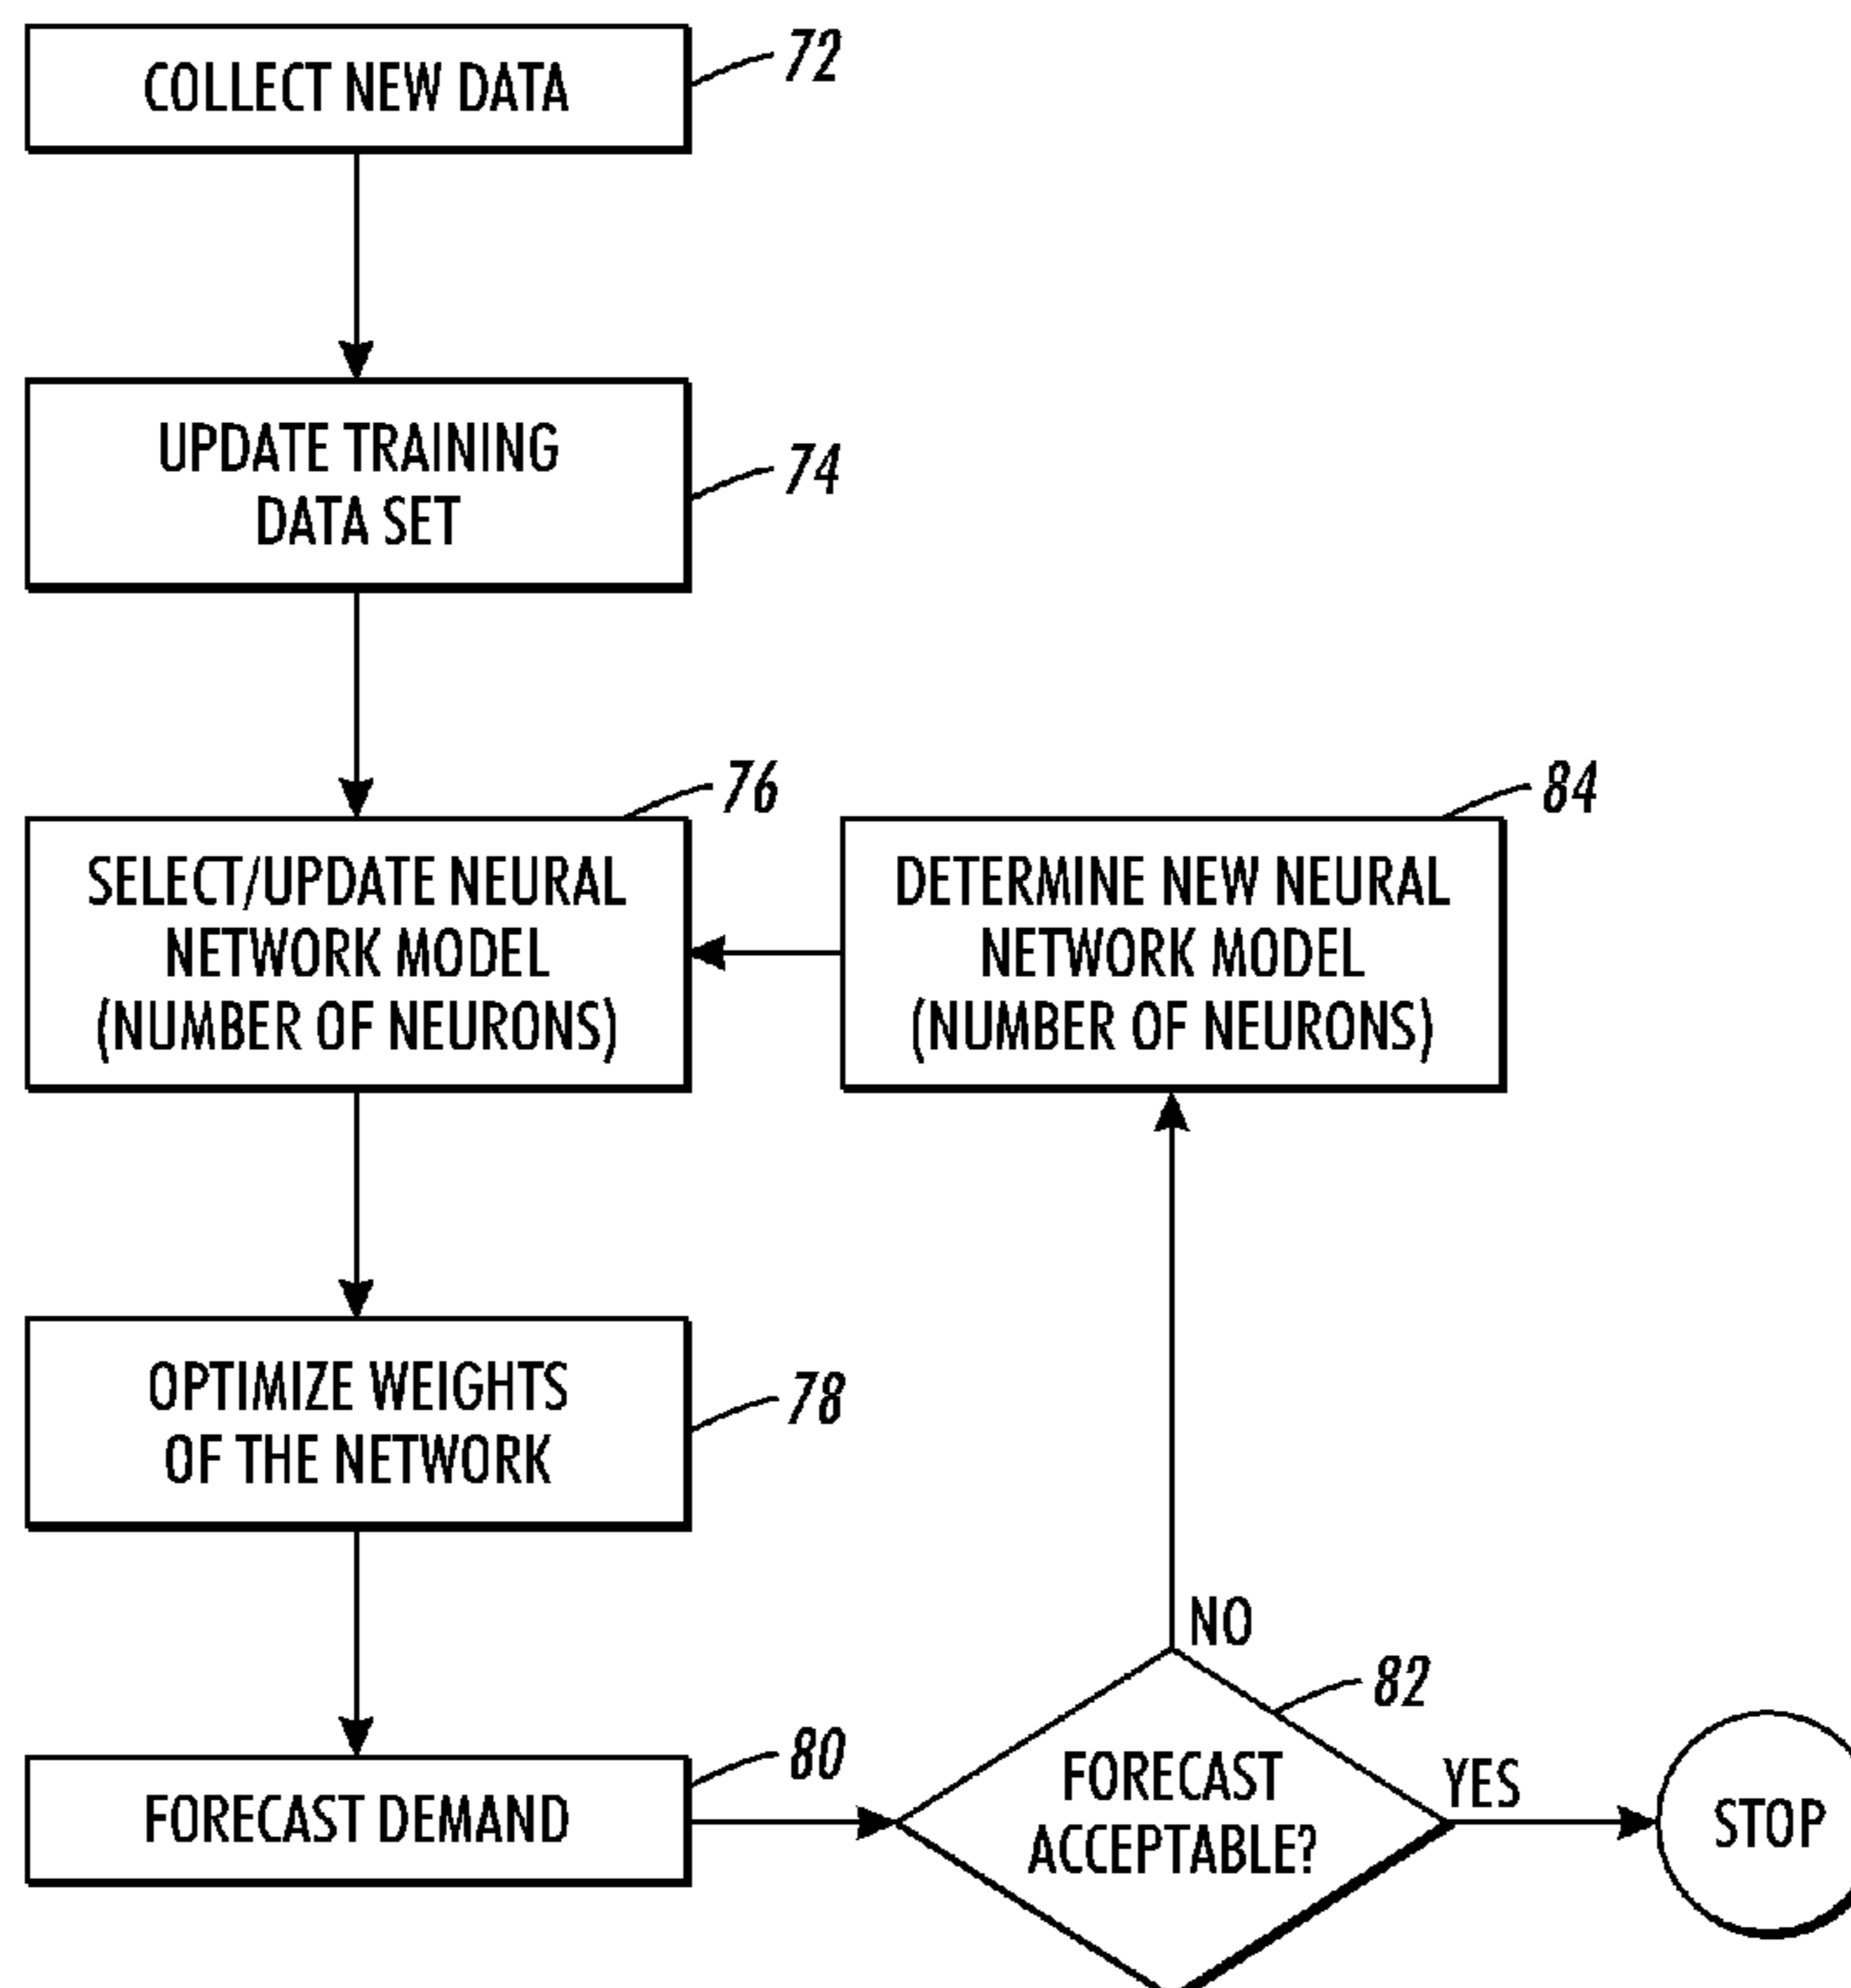 COLLECT NEW DATA
72
UPDATE TRAINING
DATA SET
74
76
SELECT/UPDATE NEURAL
NETWORK MODEL
(NUMBER OF NEURONS)
84
DETERMINE NEW NEURAL
NETWORK MODEL
(NUMBER OF NEURONS)
OPTIMIZE WEIGHTS
OF THE NETWORK
78
FORECAST DEMAND
80
NO
82
FORECAST
ACCEPTABLE?
YES
STOP